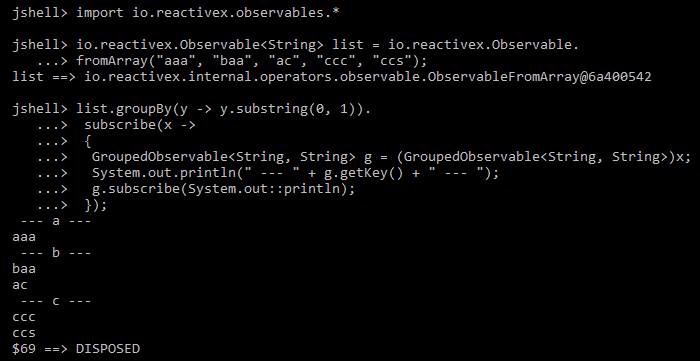 jshell> import io.reactivex.observables.*
jshell> io.reactivex.Observable<String> list = io.reactivex.Observable.
...> fromArray("aaa", "baa", "ac", "ccc", "ccs");
list ==> io.reactivex.internal.operators.observable.ObservableFromArray@6a400542
jshell> list.groupBy(y -> y.substring(0, 1)).
...> subscribe(x ->
...> {
...> GroupedObservable<String, String> g = (GroupedObservable<String, String>)x;
...> System.out.println(" --- " + g.getKey() + " --- ");
...> g.subscribe(System.out::println);
...> });
--- a ---
aaa
--- b ---
baa
ac
--- c ---
ccc
ccs
$69 ==> DISPOSED